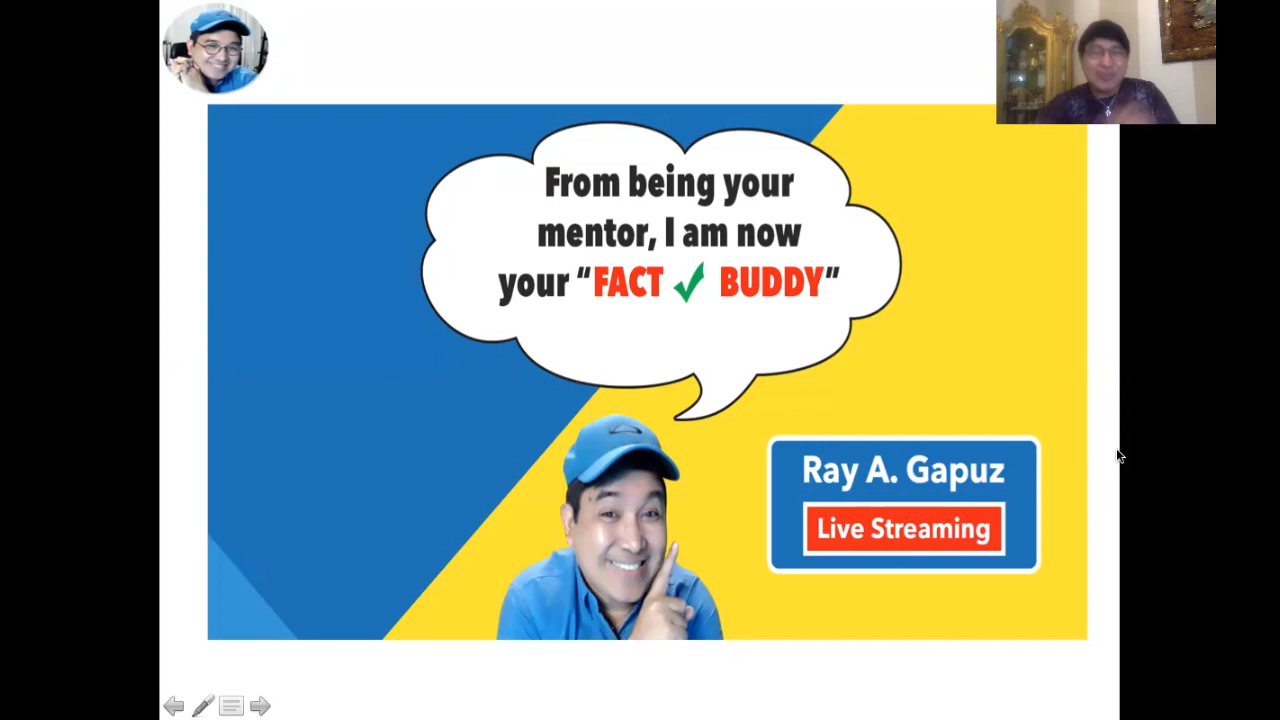 From being your
mentor, I am now
your “FACT ✓ BUDDY”
Ray A. Gapuz
Live Streaming